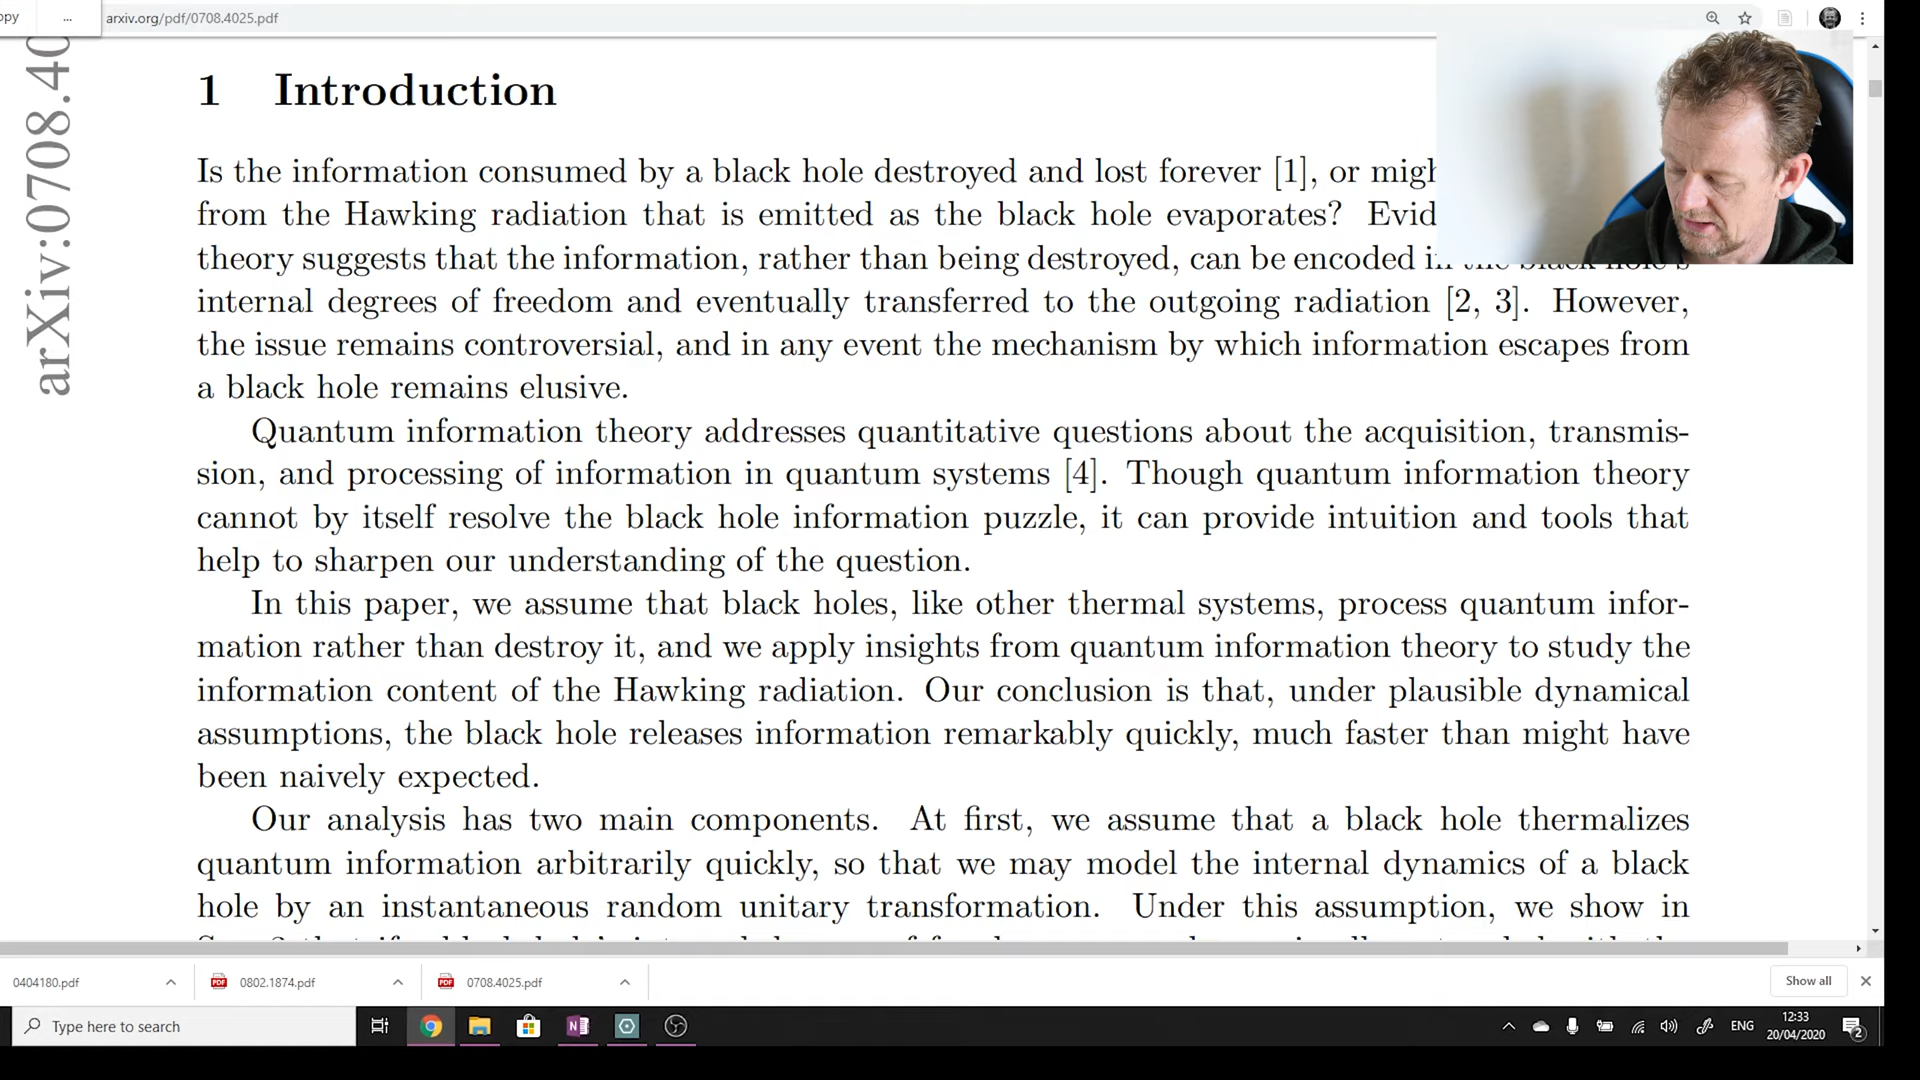 opy
...
arxiv.org/pdf/0708.4025.pdf
arXiv:0708.40
1 Introduction
Is the information consumed by a black hole destroyed and lost forever [1], or
from the Hawking radiation that is emitted as the black hole evaporates?
theory suggests that the information, rather than being destroyed, can be encoded
internal degrees of freedom and eventually transferred to the outgoing radiation [2, 3]. However,
the issue remains controversial, and in any event the mechanism by which information escapes from
a black hole remains elusive.
Quantum information theory addresses quantitative questions about the acquisition, transmis-
sion, and processing of information in quantum systems [4]. Though quantum information theory
cannot by itself resolve the black hole information puzzle, it can provide intuition and tools that
help to sharpen our understanding of the question.
In this paper, we assume that black holes, like other thermal systems, process quantum infor-
mation rather than destroy it, and we apply insights from quantum information theory to study the
information content of the Hawking radiation. Our conclusion is that, under plausible dynamical
assumptions, the black hole releases information remarkably quickly, much faster than might have
been naively expected.
Our analysis has two main components. At first, we assume that a black hole thermalizes
quantum information arbitrarily quickly, so that we may model the internal dynamics of a black
hole by an instantaneous random unitary transformation. Under this assumption, we show in
0404180.pdf
0802.1874.pdf
0708.4025.pdf
Show all
Type here to search
ENG
12:33
20/04/2020
2